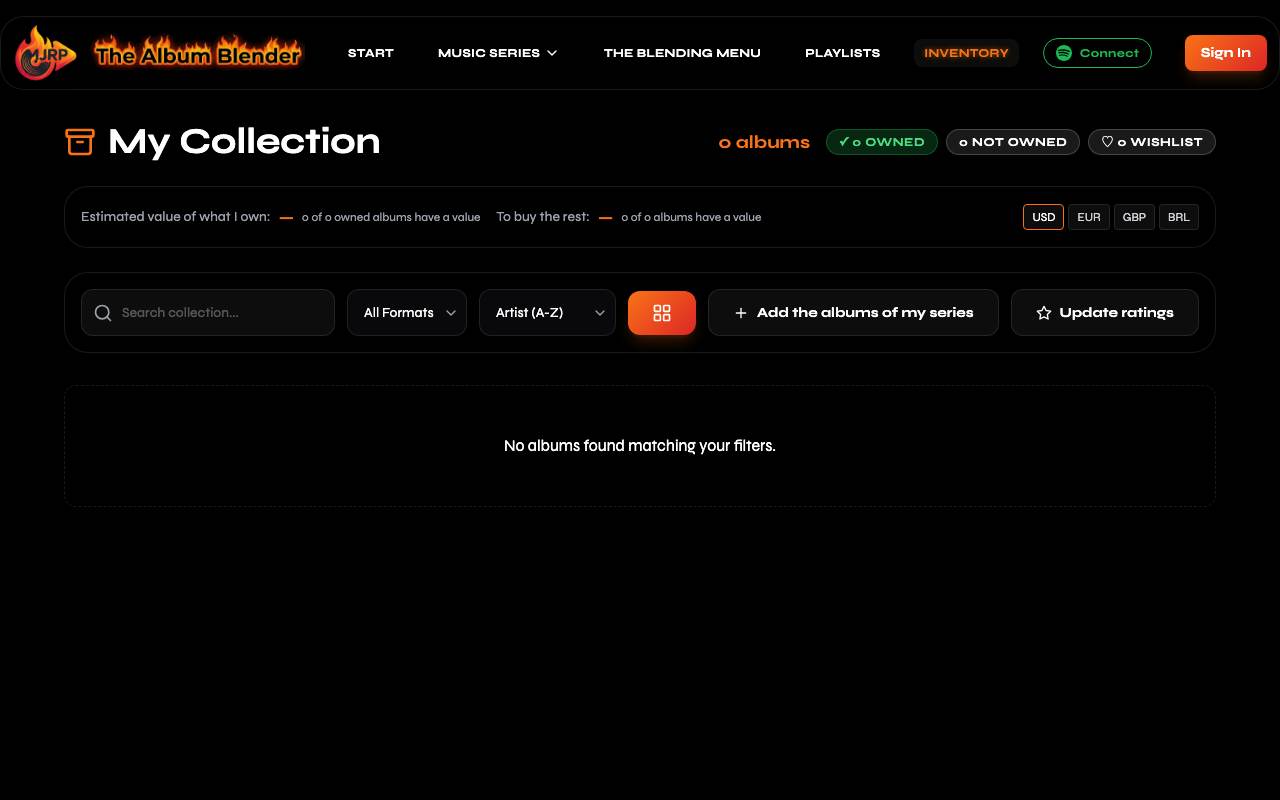 JRP The Album Blender START MUSIC SERIES THE BLENDING MENU PLAYLISTS INVENTORY Connect Sign In
My Collection 0 albums ✓ 0 OWNED 0 NOT OWNED ♡ 0 WISHLIST
Estimated value of what I own: — 0 of 0 owned albums have a value To buy the rest: — 0 of 0 albums have a value USD EUR GBP BRL
Search collection... All Formats Artist (A-Z) + Add the albums of my series ☆ Update ratings
No albums found matching your filters.